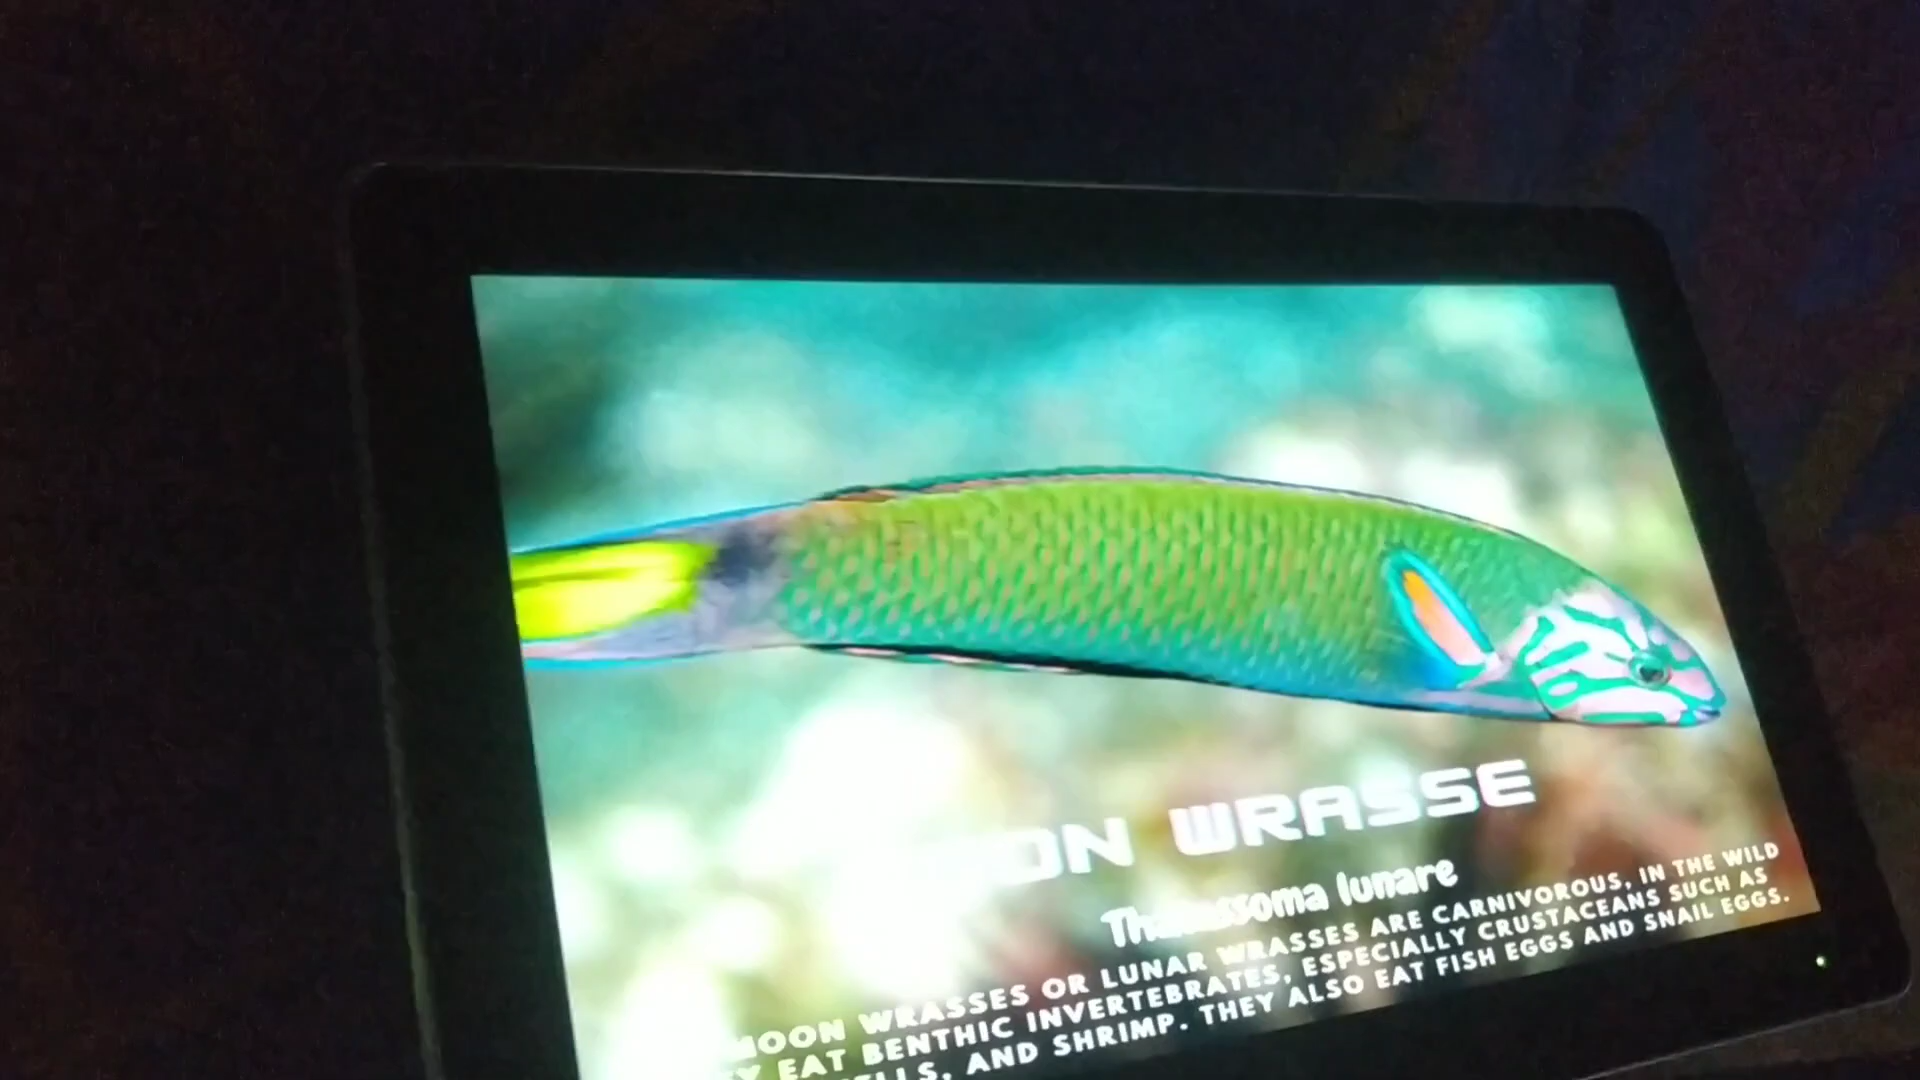 WRASSE
Thalassoma lunare
MOON WRASSES OR LUNAR WRASSES ARE CARNIVOROUS, IN THE WILD
EAT BENTHIC INVERTEBRATES, ESPECIALLY CRUSTACEANS SUCH AS
AND SHRIMP. THEY ALSO EAT FISH EGGS AND SNAIL EGGS.